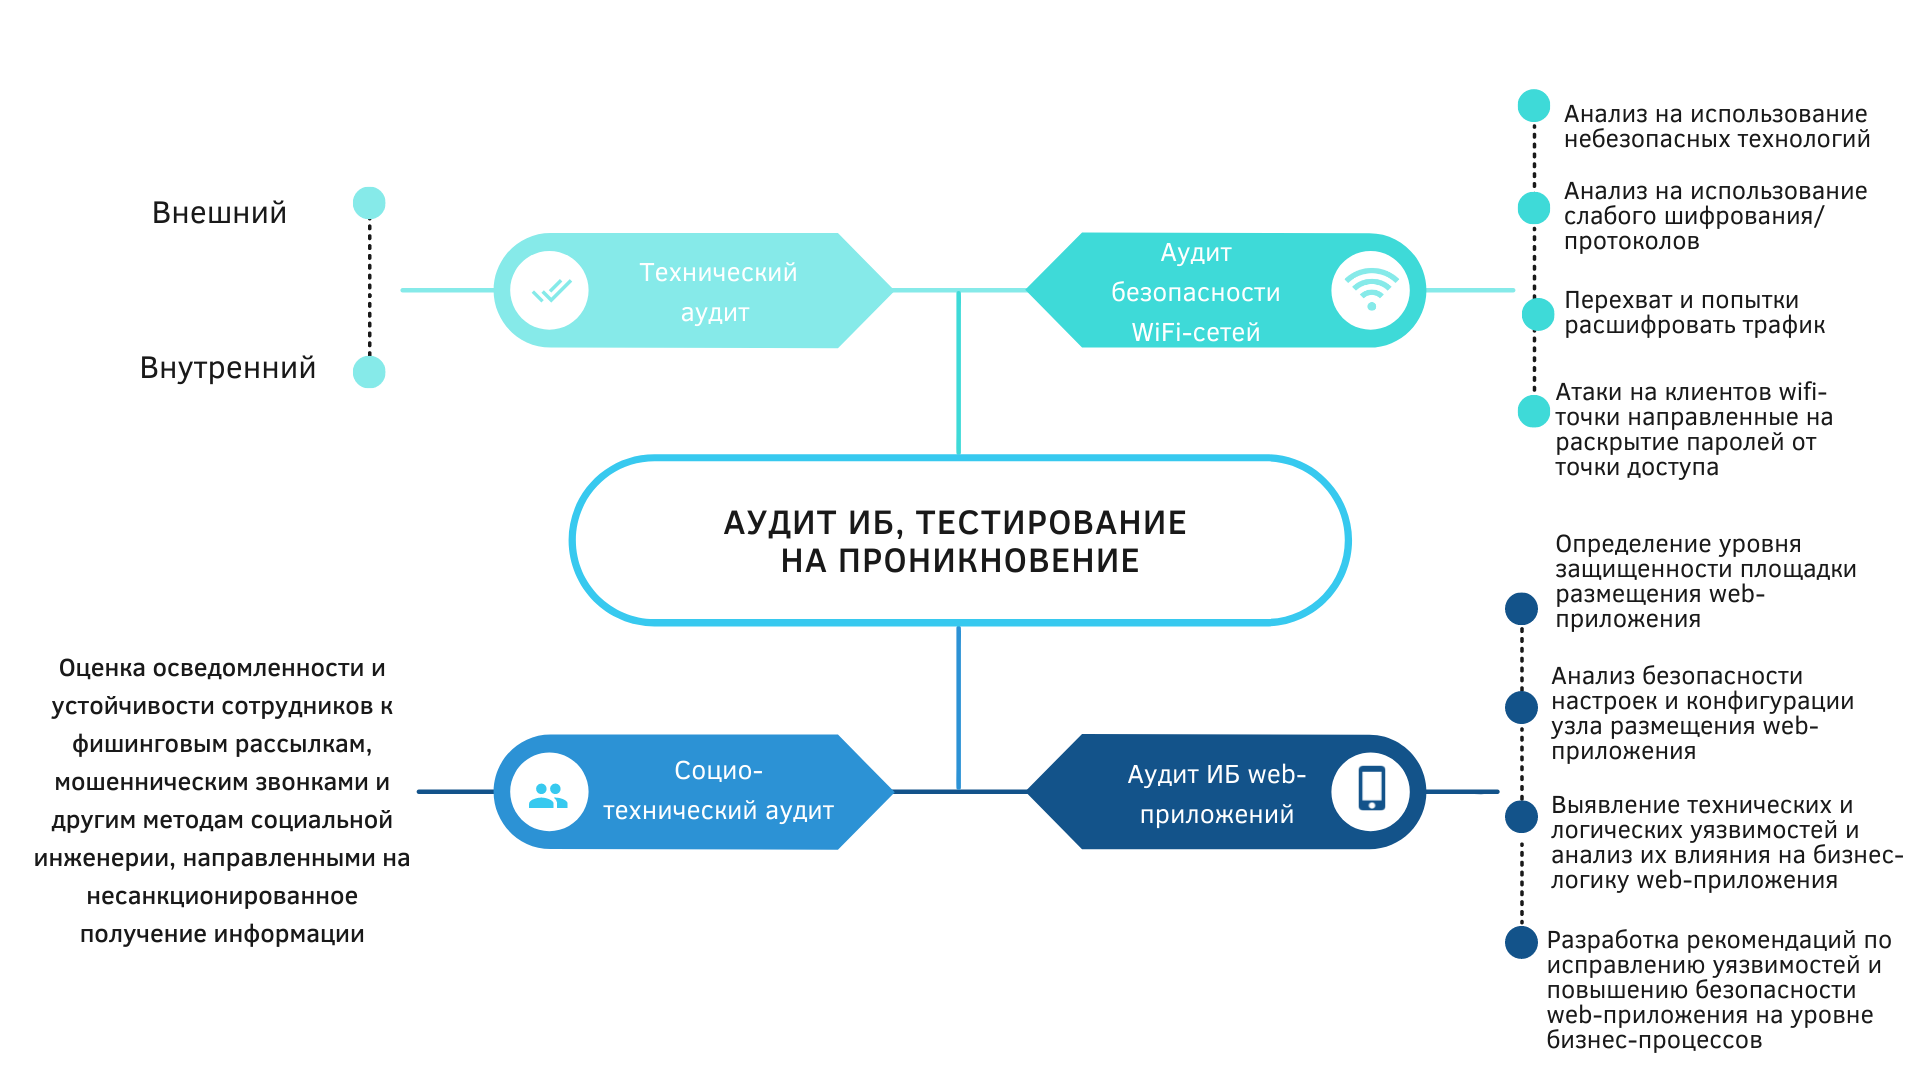 Внешний
Внутренний
Технический
аудит
Аудит
безопасности
WiFi-сетей
Анализ на использование
небезопасных технологий
Анализ на использование
слабого шифрования/
протоколов
Перехват и попытки
расшифровать трафик
Атаки на клиентов wifi-
точки направленные на
раскрытие паролей от
точки доступа
АУДИТ ИБ, ТЕСТИРОВАНИЕ
НА ПРОНИКНОВЕНИЕ
Оценка осведомленности и
устойчивости сотрудников к
фишинговым рассылкам,
мошенническим звонками и
другим методам социальной
инженерии, направленными на
несанкционированное
получение информации
Социо-
технический аудит
Аудит ИБ web-
приложений
Определение уровня
защищенности площадки
размещения web-
приложения
Анализ безопасности
настроек и конфигурации
узла размещения web-
приложения
Выявление технических и
логических уязвимостей и
анализ их влияния на бизнес-
логику web-приложения
Разработка рекомендаций по
исправлению уязвимостей и
повышению безопасности
web-приложения на уровне
бизнес-процессов